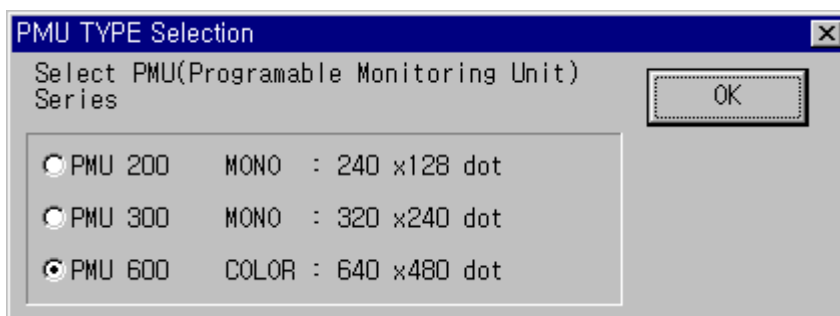 PMU TYPE Selection
Select PMU(Programable Monitoring Unit)
Series
OK
PMU 200 MONO : 240 x128 dot
PMU 300 MONO : 320 x240 dot
PMU 600 COLOR : 640 x480 dot